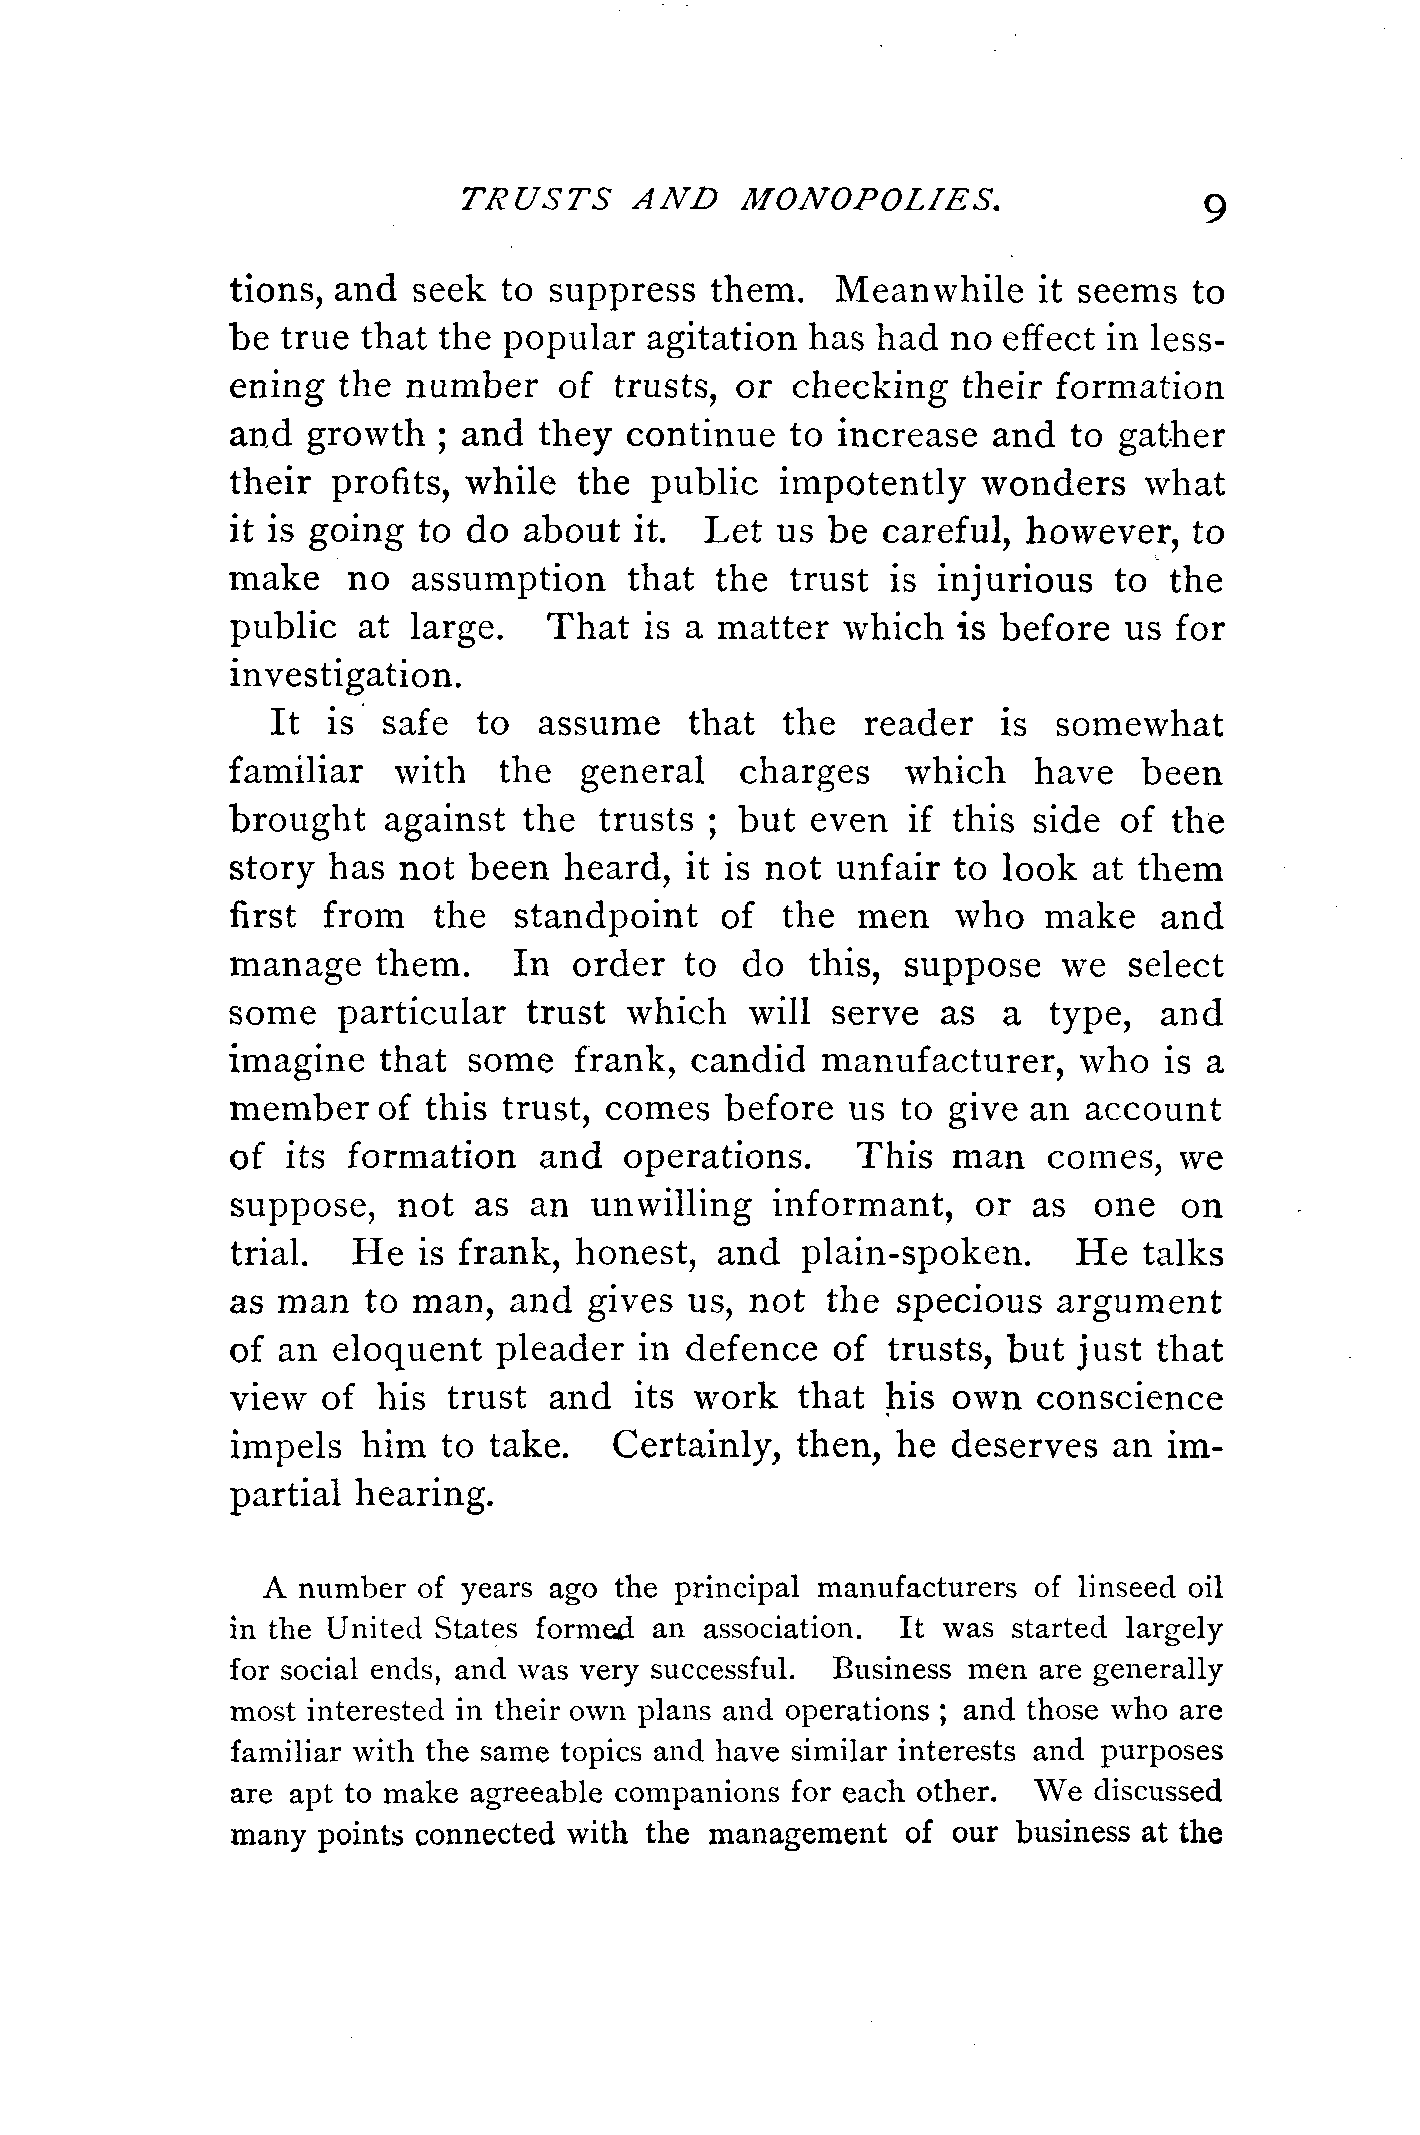 TRUSTS AND MONOPOLIES. 9
tions, and seek to suppress them. Meanwhile it seems to
be true that the popular agitation has had no effect in less-
ening the number of trusts, or checking their formation
and growth ; and they continue to increase and to gather
their profits, while the public impotently wonders what
it is going to do about it. Let us be careful, however, to
make no assumption that the trust is injurious to the
public at large. That is a matter which is before us for
investigation.
It is safe to assume that the reader is somewhat
familiar with the general charges which have been
brought against the trusts ; but even if this side of the
story has not been heard, it is not unfair to look at them
first from the standpoint of the men who make and
manage them. In order to do this, suppose we select
some particular trust which will serve as a type, and
imagine that some frank, candid manufacturer, who is a
member of this trust, comes before us to give an account
of its formation and operations. This man comes, we
suppose, not as an unwilling informant, or as one on
trial. He is frank, honest, and plain-spoken. He talks
as man to man, and gives us, not the specious argument
of an eloquent pleader in defence of trusts, but just that
view of his trust and its work that his own conscience
impels him to take. Certainly, then, he deserves an im-
partial hearing.
A number of years ago the principal manufacturers of linseed oil
in the United States formed an association. It was started largely
for social ends, and was very successful. Business men are generally
most interested in their own plans and operations ; and those who are
familiar with the same topics and have similar interests and purposes
are apt to make agreeable companions for each other. We discussed
many points connected with the management of our business at the